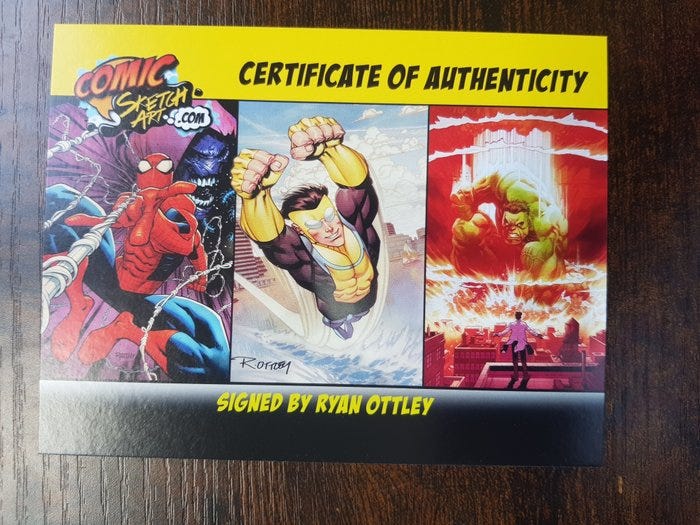 COMIC
SKETCH
ART.COM
CERTIFICATE OF AUTHENTICITY
R. OTTLEY
SIGNED BY RYAN OTTLEY